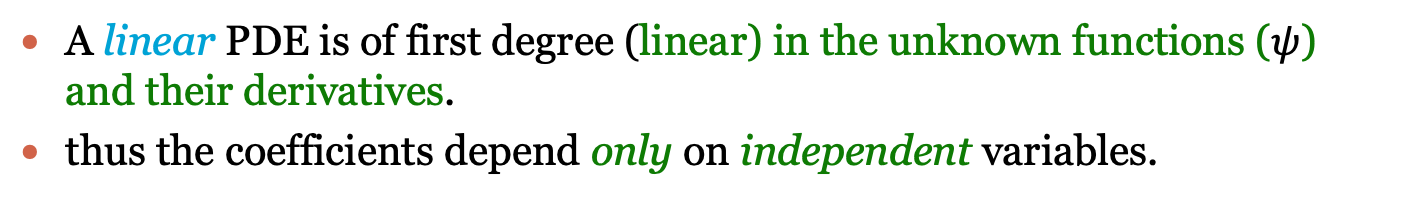 • A linear PDE is of first degree (linear) in the unknown functions (ψ)
and their derivatives.
• thus the coefficients depend only on independent variables.